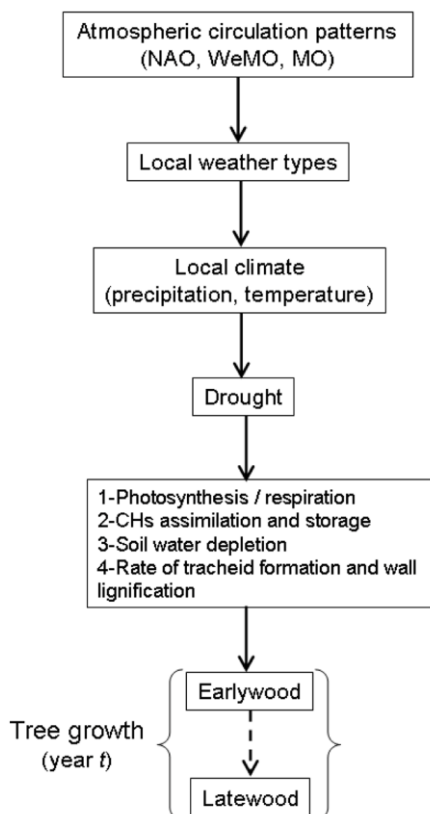 Atmospheric circulation patterns
(NAO, WeMO, MO)
Local weather types
Local climate
(precipitation, temperature)
Drought
1-Photosynthesis / respiration
2-CHs assimilation and storage
3-Soil water depletion
4-Rate of tracheid formation and wall
lignification
Earlywood
Tree growth
(year t)
Latewood